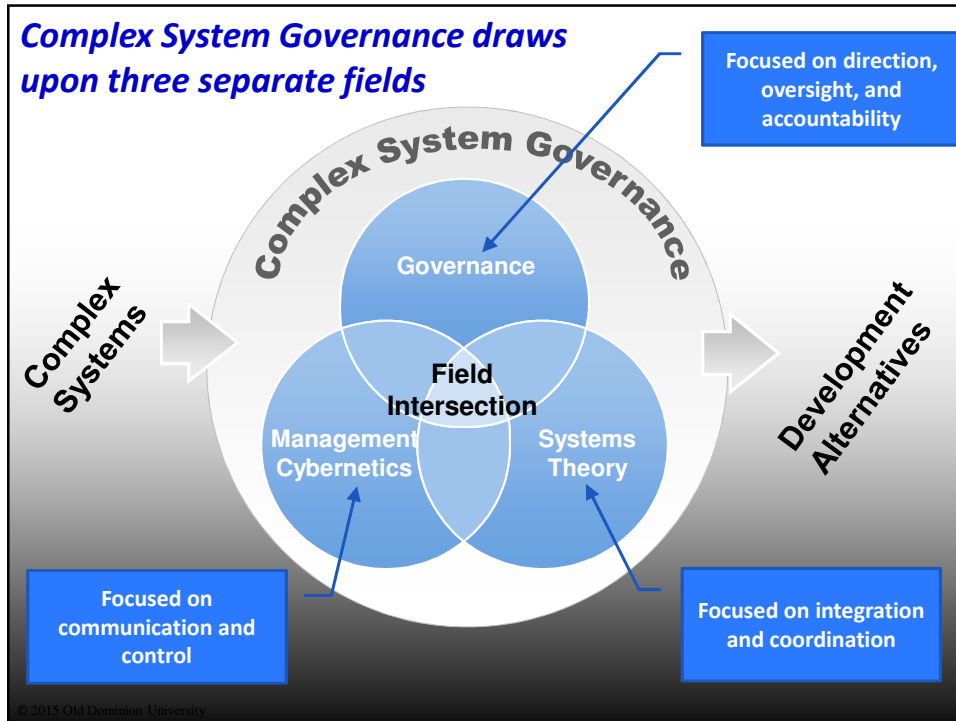 Complex System Governance draws
upon three separate fields
Focused on direction,
oversight, and
accountability
Complex System Governance
Governance
Complex
Systems
Field
Intersection
Development
Alternatives
Management
Cybernetics
Systems
Theory
Focused on
communication and
control
Focused on integration
and coordination
© 2015 Old Dominion University